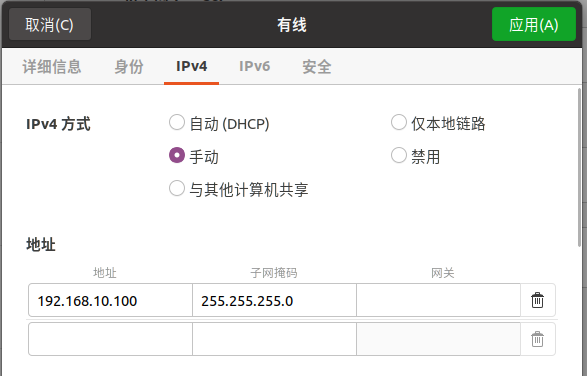 取消(C) 有线 应用(A)
详细信息 身份 IPv4 IPv6 安全
IPv4 方式 自动 (DHCP) 仅本地链路
手动 禁用
与其他计算机共享
地址
地址 子网掩码 网关
192.168.10.100 255.255.255.0